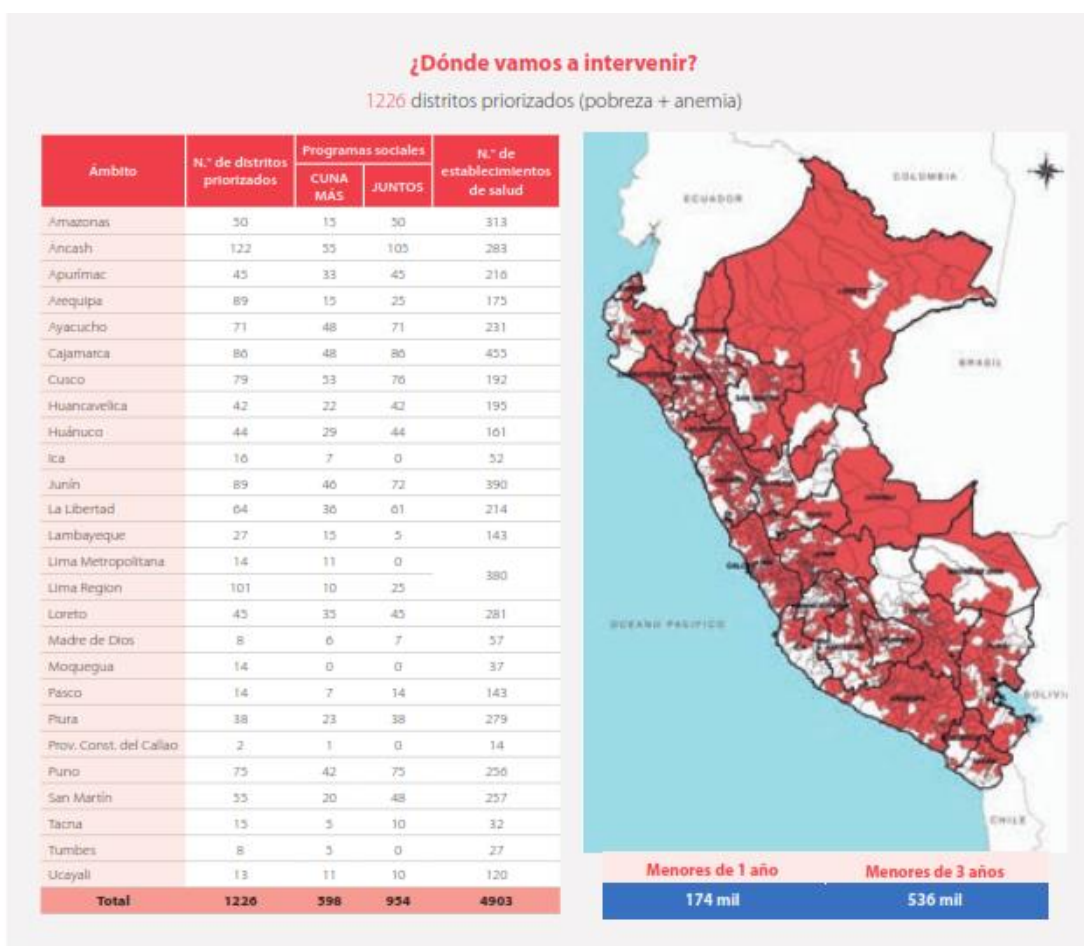 ¿Dónde vamos a intervenir?
1226 distritos priorizados (pobreza + anemia)
Ámbito N.° de distritos priorizados Programas sociales CUNA MÁS JUNTOS N.° de establecimientos de salud
Amazonas 50 15 50 313
Ancash 122 55 105 283
Apurímac 45 33 45 216
Arequipa 89 15 25 175
Ayacucho 71 48 71 231
Cajamarca 86 48 86 455
Cusco 79 53 76 192
Huancavelica 42 22 42 195
Huánuco 44 29 44 161
Ica 16 7 0 52
Junín 89 46 72 390
La Libertad 64 36 61 214
Lambayeque 27 15 5 143
Lima Metropolitana 14 11 0
380
Lima Region 101 10 25
Loreto 45 35 45 281
Madre de Dios 8 6 7 57
Moquegua 14 0 0 37
Pasco 14 7 14 143
Piura 38 23 38 279
Prov. Const. del Callao 2 1 0 14
Puno 75 42 75 256
San Martín 55 20 48 257
Tacna 15 5 10 32
Tumbes 8 5 0 27
Ucayali 13 11 10 120
Total 1226 598 954 4903
COLOMBIA
ECUADOR
BRASIL
OCEANO PACIFICO
CHILE
Menores de 1 año Menores de 3 años
174 mil 536 mil